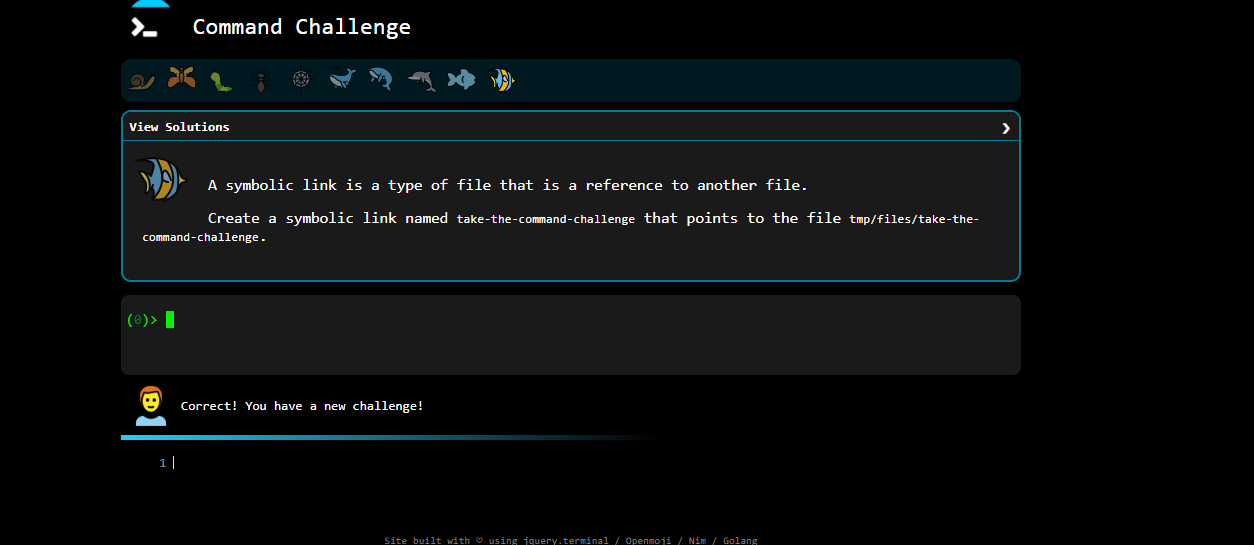 Command Challenge
View Solutions
A symbolic link is a type of file that is a reference to another file.
Create a symbolic link named take-the-command-challenge that points to the file tmp/files/take-the-
command-challenge.
(0)>
Correct! You have a new challenge!
1
Site built with ♡ using jquery.terminal / Openmoji / Nim / Golang